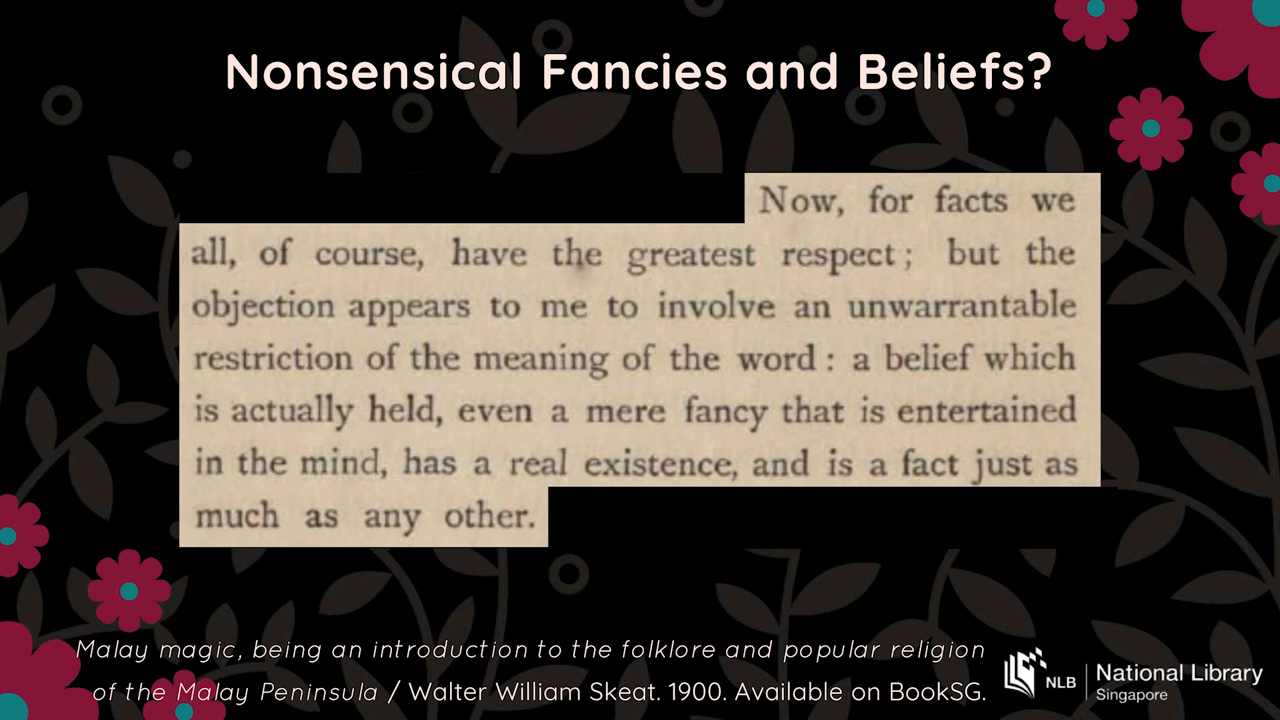 Nonsensical Fancies and Beliefs?
Now, for facts we
all, of course, have the greatest respect; but the
objection appears to me to involve an unwarrantable
restriction of the meaning of the word: a belief which
is actually held, even a mere fancy that is entertained
in the mind, has a real existence, and is a fact just as
much as any other.
Malay magic, being an introduction to the folklore and popular religion
of the Malay Peninsula / Walter William Skeat. 1900. Available on BookSG.
NLB
National Library
Singapore